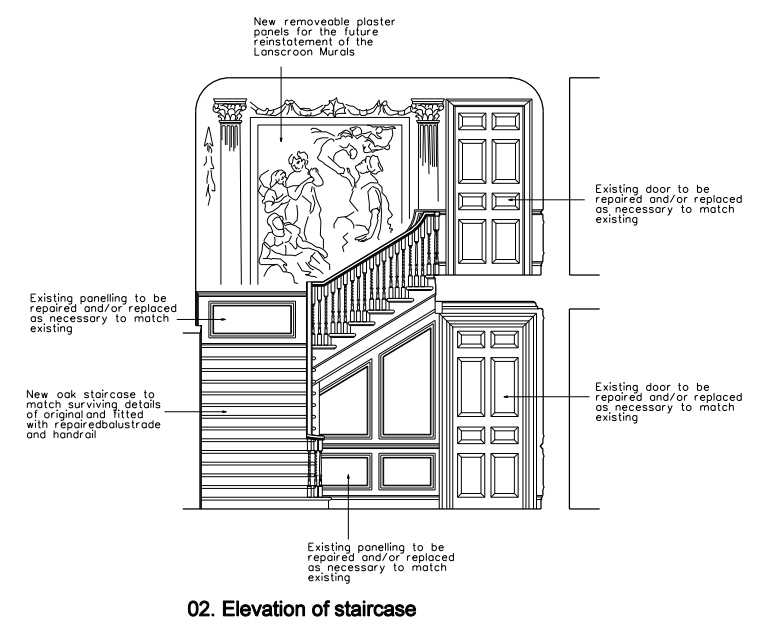 New removeable plaster
panels for the future
reinstatement of the
Lanscroon Murals
Existing door to be
repaired and/or replaced
as necessary to match
existing
Existing panelling to be
repaired and/or replaced
as necessary to match
existing
New oak staircase to
match surviving details
of original and fitted
with repairedbalustrade
and handrail
Existing door to be
repaired and/or replaced
as necessary to match
existing
Existing panelling to be
repaired and/or replaced
as necessary to match
existing
02. Elevation of staircase